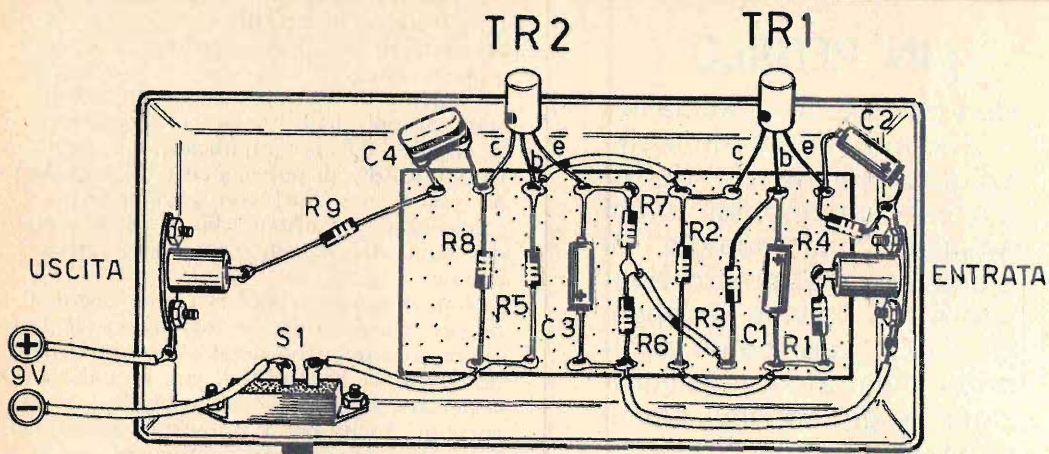 TR2
TR1
C2
C4
c
b
e
c
b
e
R9
R7
R8
R2
R4
USCITA
ENTRATA
R5
C3
R3
C1
R6
R1
S1
+
9V
-
-
+
+